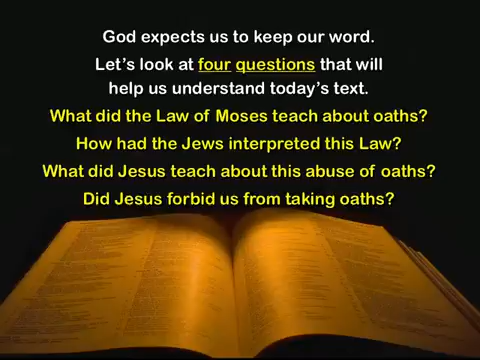 God expects us to keep our word.
Let's look at four questions that will
help us understand today's text.
What did the Law of Moses teach about oaths?
How had the Jews interpreted this Law?
What did Jesus teach about this abuse of oaths?
Did Jesus forbid us from taking oaths?